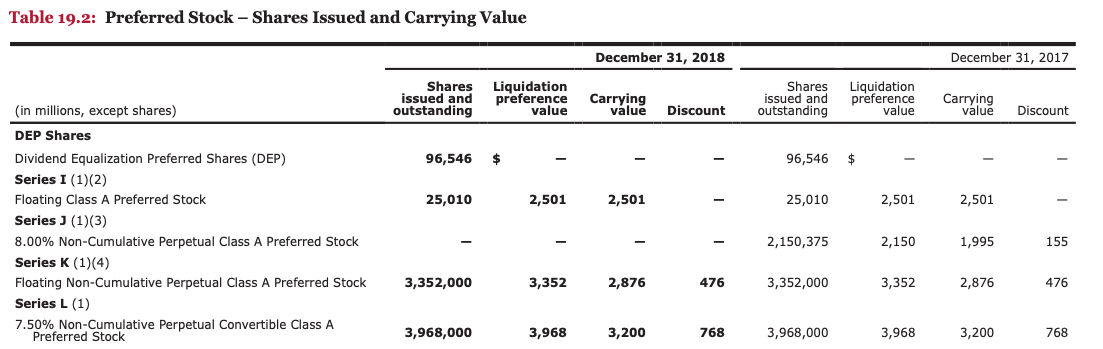 Table 19.2: Preferred Stock – Shares Issued and Carrying Value
December 31, 2018 December 31, 2017
(in millions, except shares) Shares issued and outstanding Liquidation preference value Carrying value Discount Shares issued and outstanding Liquidation preference value Carrying value Discount
DEP Shares
Dividend Equalization Preferred Shares (DEP) 96,546 $ — — — 96,546 $ — — —
Series I (1)(2)
Floating Class A Preferred Stock 25,010 2,501 2,501 — 25,010 2,501 2,501 —
Series J (1)(3)
8.00% Non-Cumulative Perpetual Class A Preferred Stock — — — — 2,150,375 2,150 1,995 155
Series K (1)(4)
Floating Non-Cumulative Perpetual Class A Preferred Stock 3,352,000 3,352 2,876 476 3,352,000 3,352 2,876 476
Series L (1)
7.50% Non-Cumulative Perpetual Convertible Class A
Preferred Stock 3,968,000 3,968 3,200 768 3,968,000 3,968 3,200 768